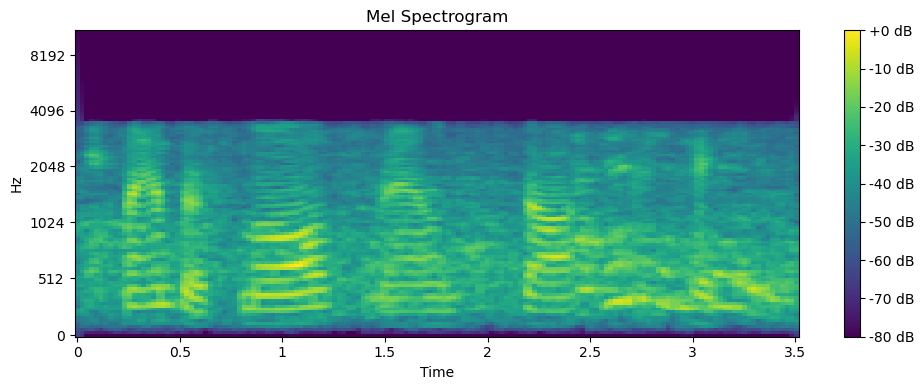 Mel Spectrogram
Hz
8192
4096
2048
1024
512
0
0 0.5 1 1.5 2 2.5 3 3.5
Time
+0 dB
-10 dB
-20 dB
-30 dB
-40 dB
-50 dB
-60 dB
-70 dB
-80 dB